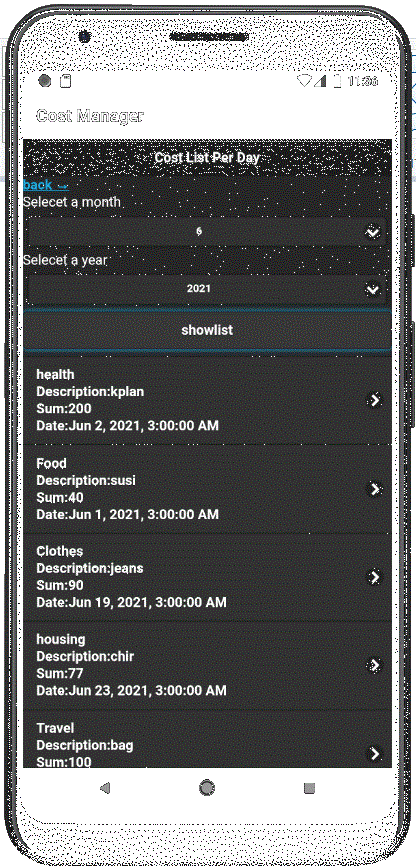 11:56
Cost Manager
Cost List Per Day
back
Selecet a month
6
Selecet a year
2021
showlist
health
Description:kplan
Sum:200
Date:Jun 2, 2021, 3:00:00 AM
Food
Description:susi
Sum:40
Date:Jun 1, 2021, 3:00:00 AM
Clothes
Description:jeans
Sum:90
Date:Jun 19, 2021, 3:00:00 AM
housing
Description:chir
Sum:77
Date:Jun 23, 2021, 3:00:00 AM
Travel
Description:bag
Sum:100